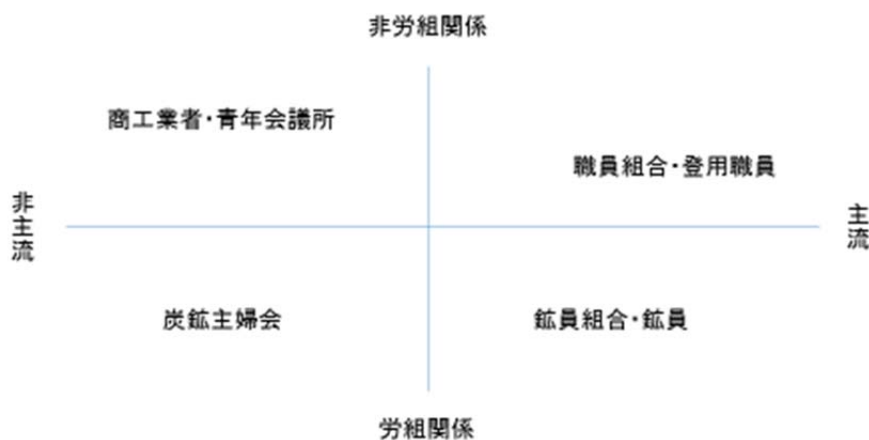 非労組関係
商工業者・青年会議所
職員組合・登用職員
非主流
主流
炭鉱主婦会
鉱員組合・鉱員
労組関係